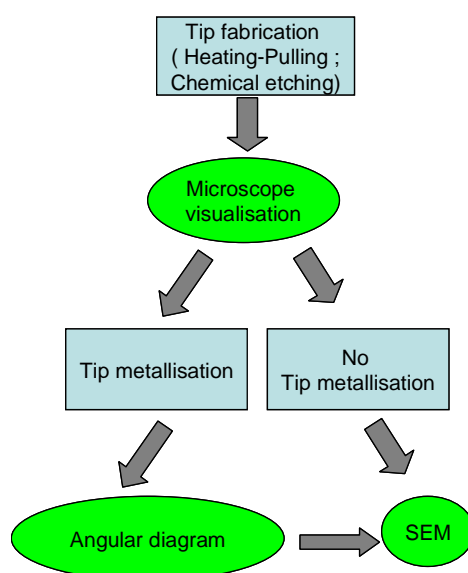 Tip fabrication
( Heating-Pulling ;
Chemical etching)
Microscope
visualisation
Tip metallisation
No
Tip metallisation
Angular diagram
SEM